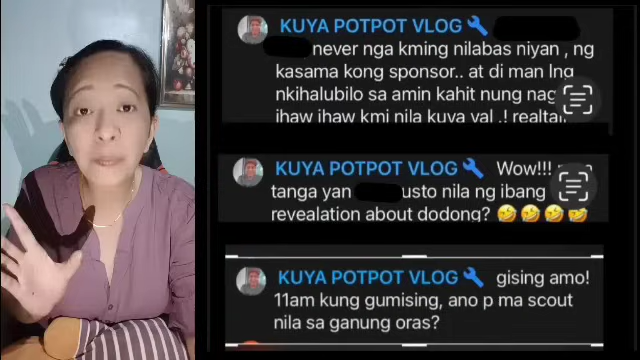 KUYA POTPOT VLOG
never nga kming nilabas niyan , ng
kasama kong sponsor.. at di man lng
nkihalubilo sa amin kahit nung nag
ihaw ihaw kmi nila kuya val .! realtalk
KUYA POTPOT VLOG Wow!!!
tanga yan usto nila ng ibang
revealation about dodong? 🤣🤣🤣🤣
KUYA POTPOT VLOG gising amo!
11am kung gumising, ano p ma scout
nila sa ganung oras?